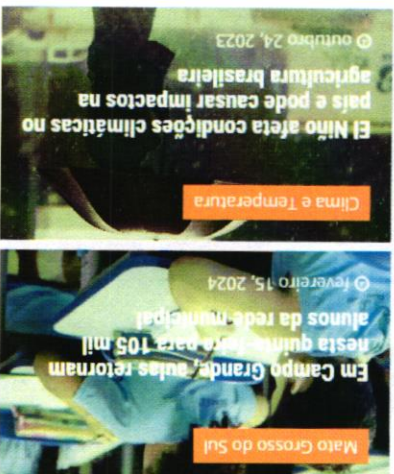 Mato Grosso do Sul
Em Campo Grande, aulas retornam
nesta quinta-feira para 105 mil
alunos da rede municipal
fevereiro 15, 2024
Clima e Temperatura
El Niño afeta condições climáticas no
país e pode causar impactos na
agricultura brasileira
outubro 24, 2023